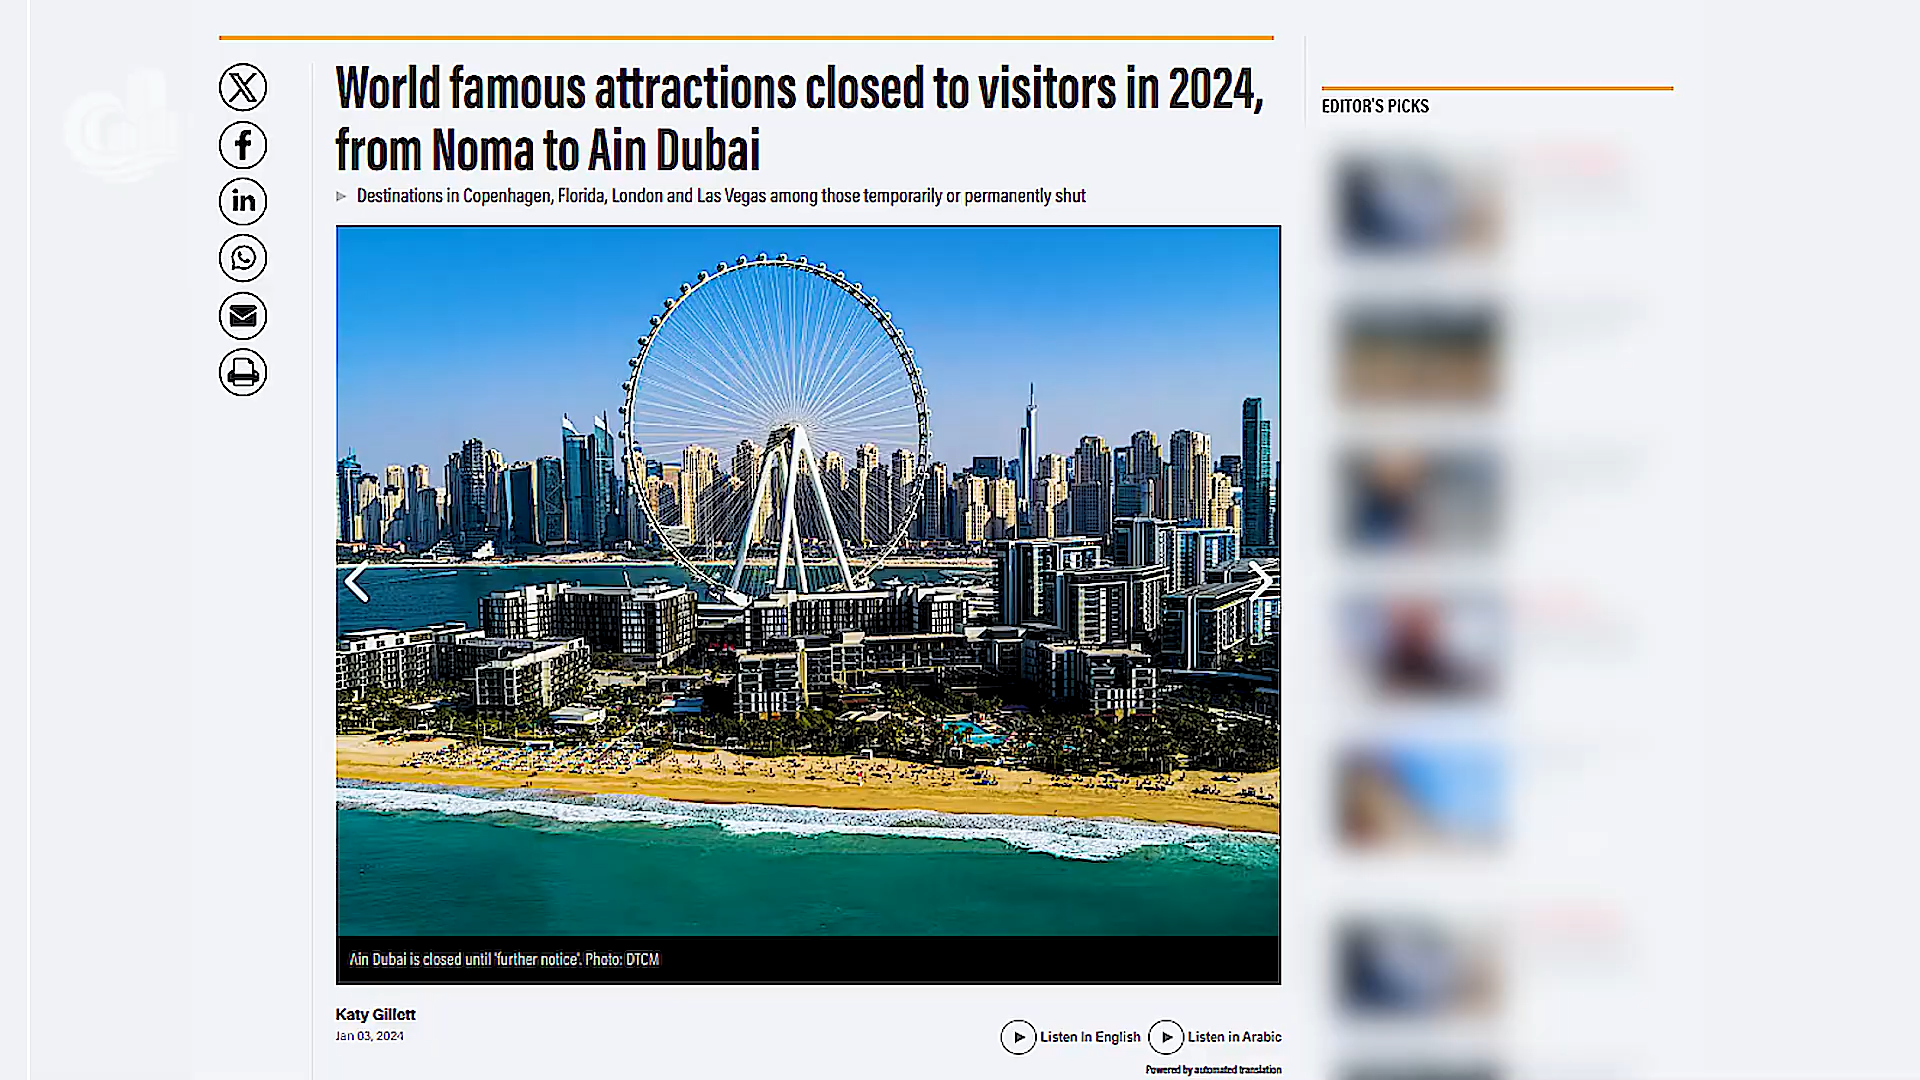 World famous attractions closed to visitors in 2024,
from Noma to Ain Dubai
Destinations in Copenhagen, Florida, London and Las Vegas among those temporarily or permanently shut
EDITOR'S PICKS
Ain Dubai is closed until 'further notice'. Photo: DTCM
Katy Gillett
Jan 03, 2024
Listen In English
Listen in Arabic
Powered by automated translation